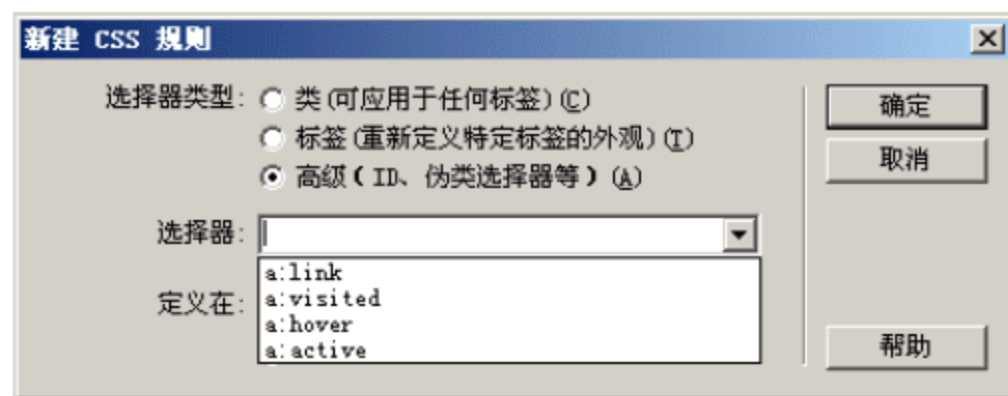 新建 CSS 规则
选择器类型: 类(可应用于任何标签)(C)
标签(重新定义特定标签的外观)(T)
高级(ID、伪类选择器等)(A)
确定
取消
选择器:
a:link
a:visited
a:hover
a:active
定义在:
帮助